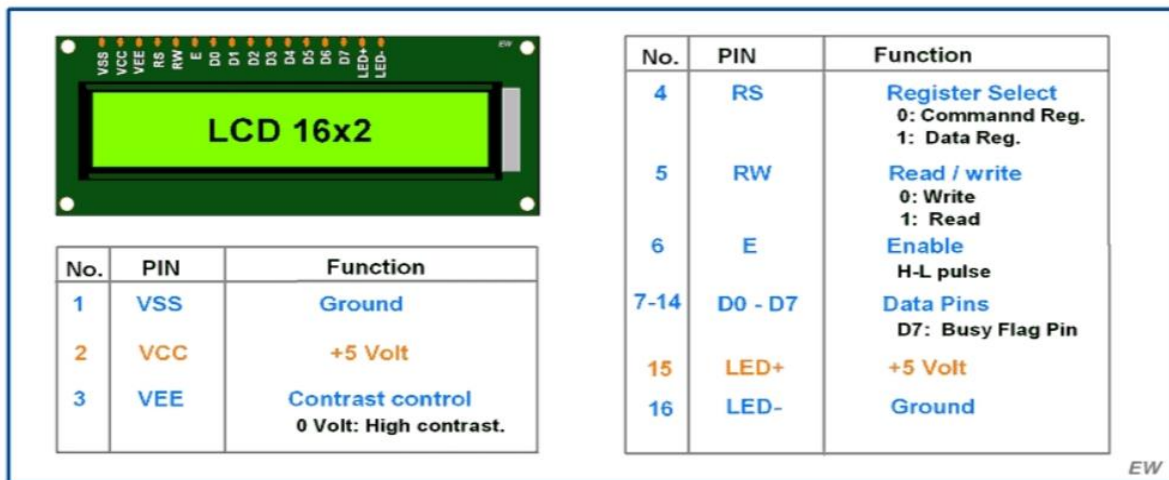 VSS VCC VEE RS RW E D0 D1 D2 D3 D4 D5 D6 D7 LED+ LED-
EW
LCD 16x2
No. PIN Function
1 VSS Ground
2 VCC +5 Volt
3 VEE Contrast control
0 Volt: High contrast.
No. PIN Function
4 RS Register Select
0: Commannd Reg.
1: Data Reg.
5 RW Read / write
0: Write
1: Read
6 E Enable
H-L pulse
7-14 D0 - D7 Data Pins
D7: Busy Flag Pin
15 LED+ +5 Volt
16 LED- Ground
EW